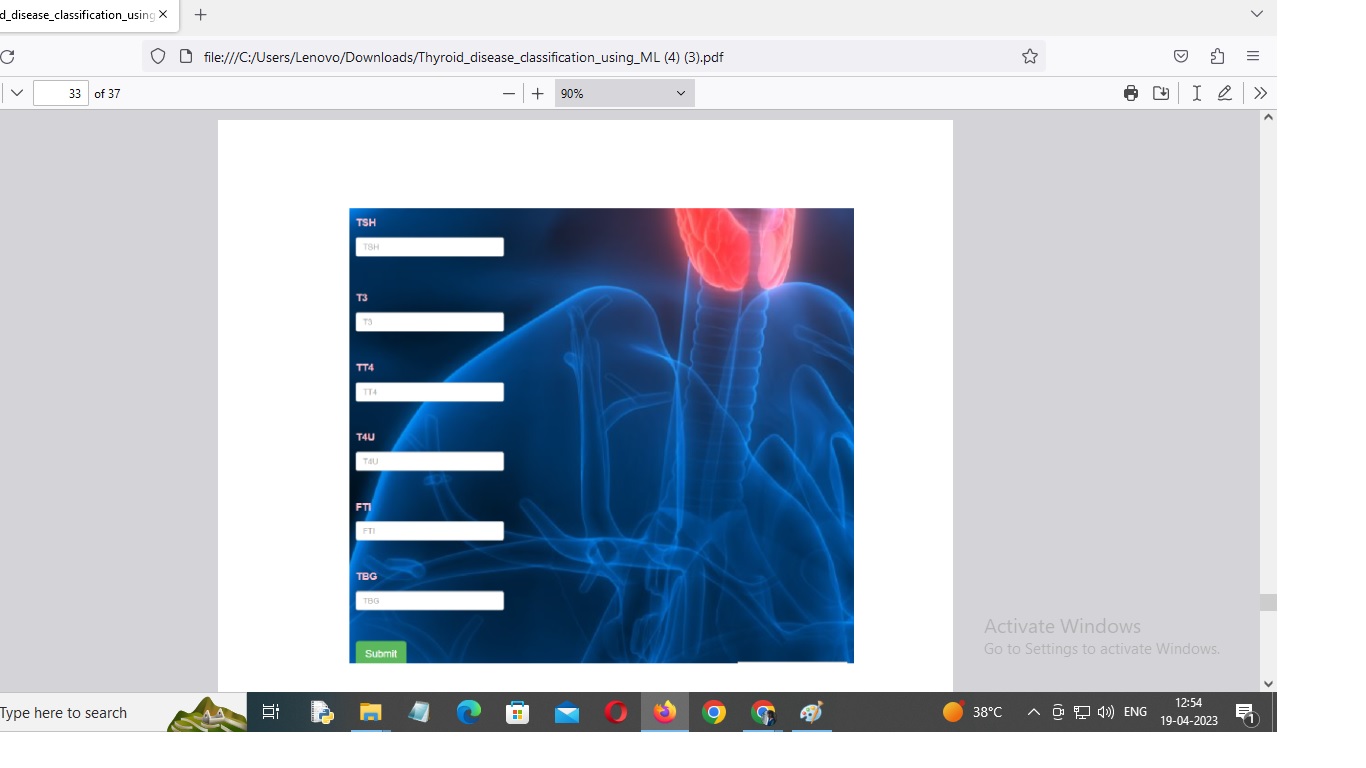 d_disease_classification_using
file:///C:/Users/Lenovo/Downloads/Thyroid_disease_classification_using_ML (4) (3).pdf
33 of 37
90%
TSH
TSH
T3
T3
TT4
TT4
T4U
T4U
FTI
FTI
TBG
TBG
Submit
Activate Windows
Go to Settings to activate Windows.
Type here to search
38°C
ENG
12:54
19-04-2023
1